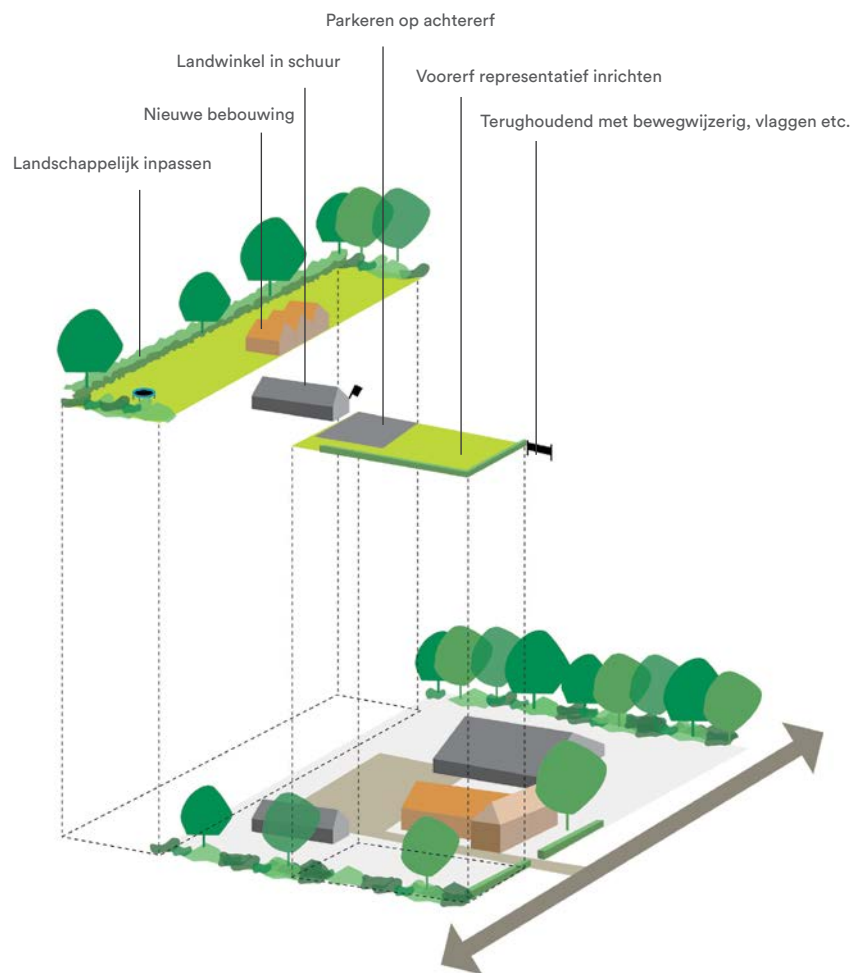 Parkeren op achtererf
Landwinkel in schuur
Voorerf representatief inrichten
Nieuwe bebouwing
Terughoudend met bewegwijzerig, vlaggen etc.
Landschappelijk inpassen